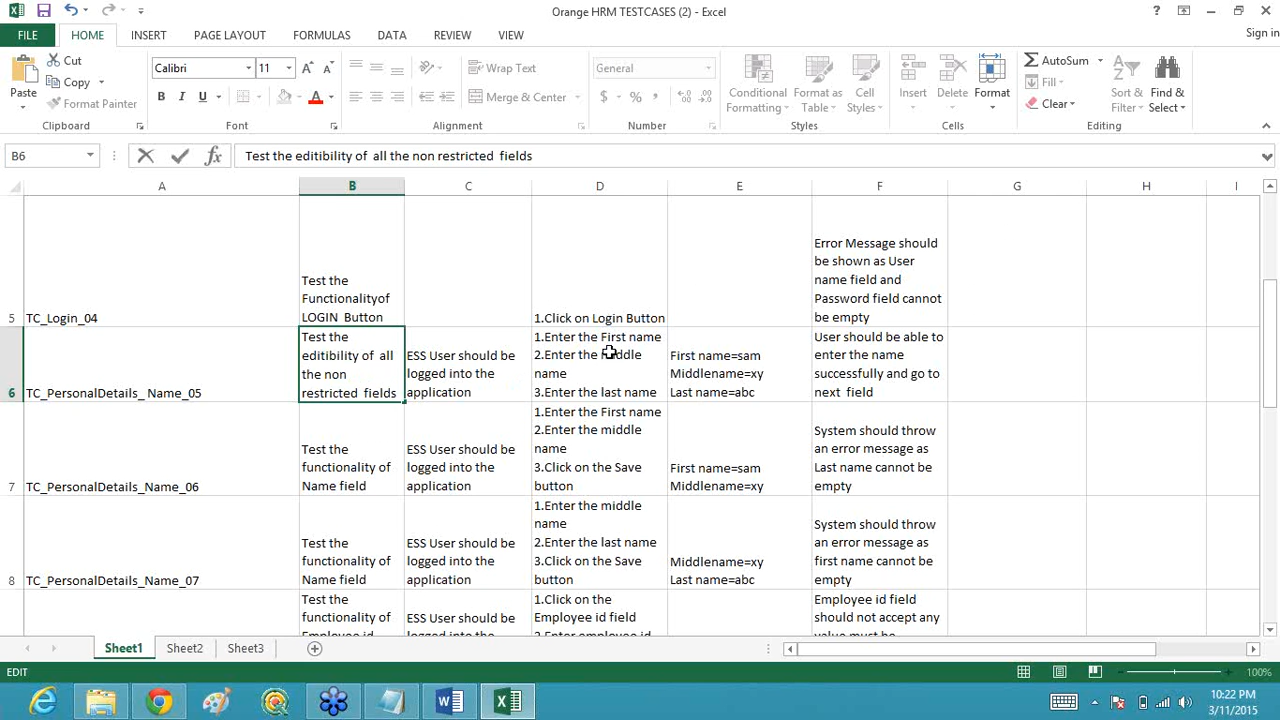 Orange HRM TESTCASES (2) - Excel
?
FILE
HOME
INSERT
PAGE LAYOUT
FORMULAS
DATA
REVIEW
VIEW
Sign in
Paste
Cut
Copy
Format Painter
Clipboard
Calibri
11
A A
B I U
A
Font
Wrap Text
Merge & Center
Alignment
General
$ % ,
Number
Conditional
Formatting
Format as
Table
Cell
Styles
Styles
Insert
Delete
Format
Cells
AutoSum
Fill
Clear
Sort &
Filter
Find &
Select
Editing
B6
fx
Test the editibility of  all the non restricted  fields
A
B
C
D
E
F
G
H
I
5
TC_Login_04
Test the
Functionalityof
LOGIN  Button
1.Click on Login Button
Error Message should
be shown as User
name field and
Password field cannot
be empty
6
TC_PersonalDetails_ Name_05
Test the
editibility of  all
the non
restricted  fields
ESS User should be
logged into the
application
1.Enter the First name
2.Enter the middle
name
3.Enter the last name
First name=sam
Middlename=xy
Last name=abc
User should be able to
enter the name
successfully and go to
next  field
7
TC_PersonalDetails_Name_06
Test the
functionality of
Name field
ESS User should be
logged into the
application
1.Enter the First name
2.Enter the middle
name
3.Click on the Save
button
First name=sam
Middlename=xy
System should throw
an error message as
Last name cannot be
empty
8
TC_PersonalDetails_Name_07
Test the
functionality of
Name field
ESS User should be
logged into the
application
1.Enter the middle
name
2.Enter the last name
3.Click on the Save
button
Middlename=xy
Last name=abc
System should throw
an error message as
first name cannot be
empty
Test the
functionality of
Employee id
ESS User should be
logged into the
1.Click on the
Employee id field
2.Enter employee id
Employee id field
should not accept any
value must be
Sheet1
Sheet2
Sheet3
EDIT
100%
10:22 PM
3/11/2015